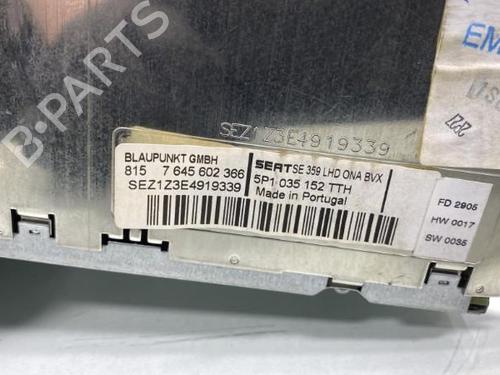 B-PARTS
EM
SEZ1Z3E4919339
BLAUPUNKT GMBH
815 7 645 602 366
SEZ1Z3E4919339
SEAT SE 359 LHD ONA BVX
5P1 035 152 TTH
Made in Portugal
FD 2905
HW 0017
SW 0035